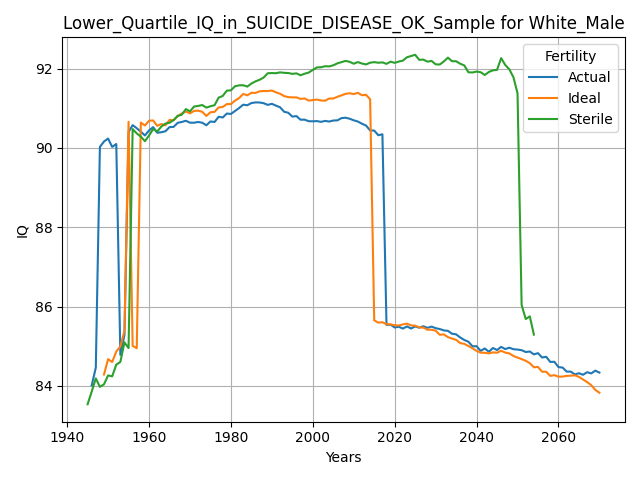 Lower_Quartile_IQ_in_SUICIDE_DISEASE_OK_Sample for White_Male
Fertility
Actual
Ideal
Sterile
92
90
88
86
84
IQ
1940 1960 1980 2000 2020 2040 2060
Years